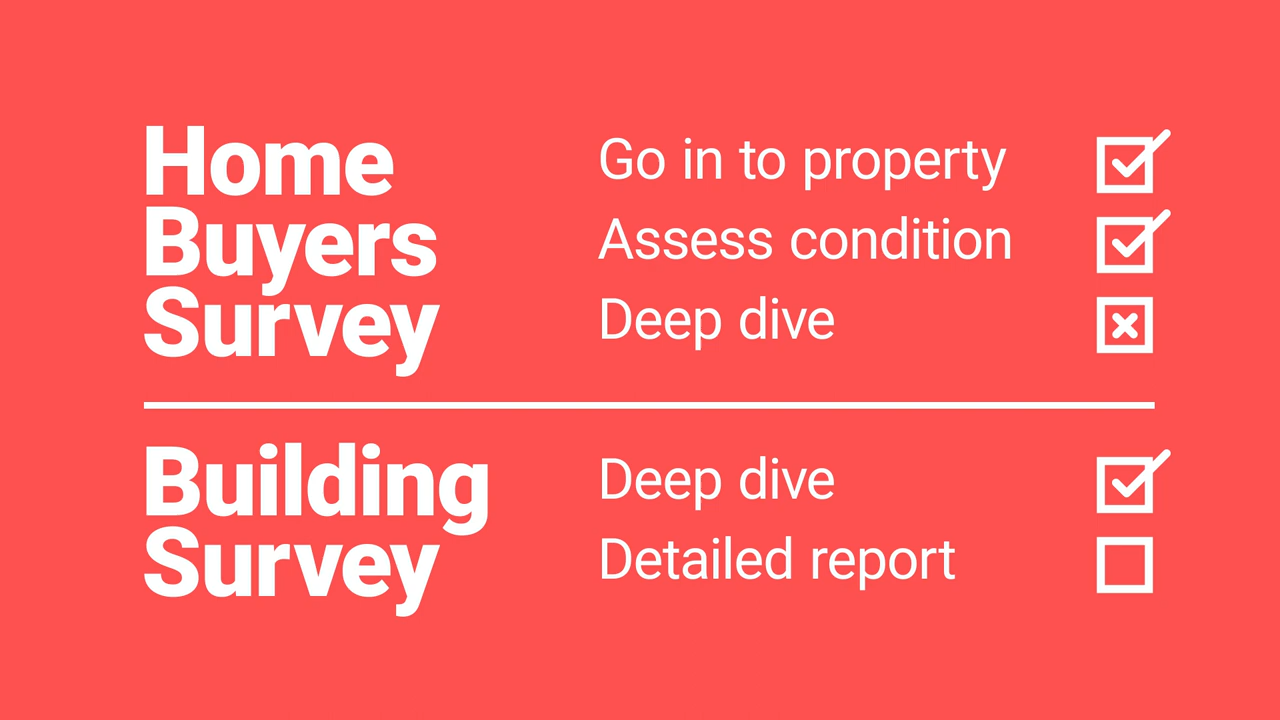 Home
Buyers
Survey
Go in to property
Assess condition
Deep dive
Building
Survey
Deep dive
Detailed report